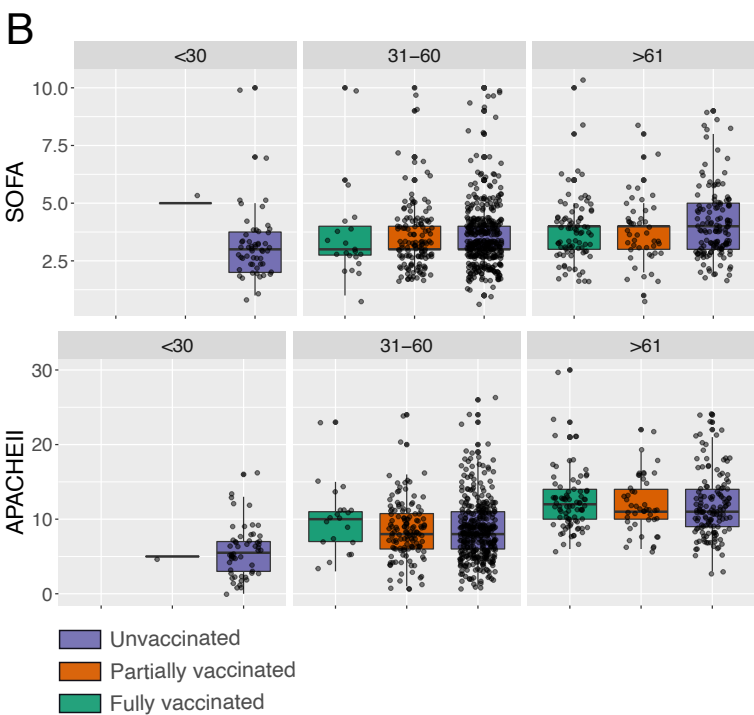 B
<30 31−60 >61
SOFA
10.0
7.5
5.0
2.5
<30 31−60 >61
APACHEII
30
20
10
0
Unvaccinated
Partially vaccinated
Fully vaccinated